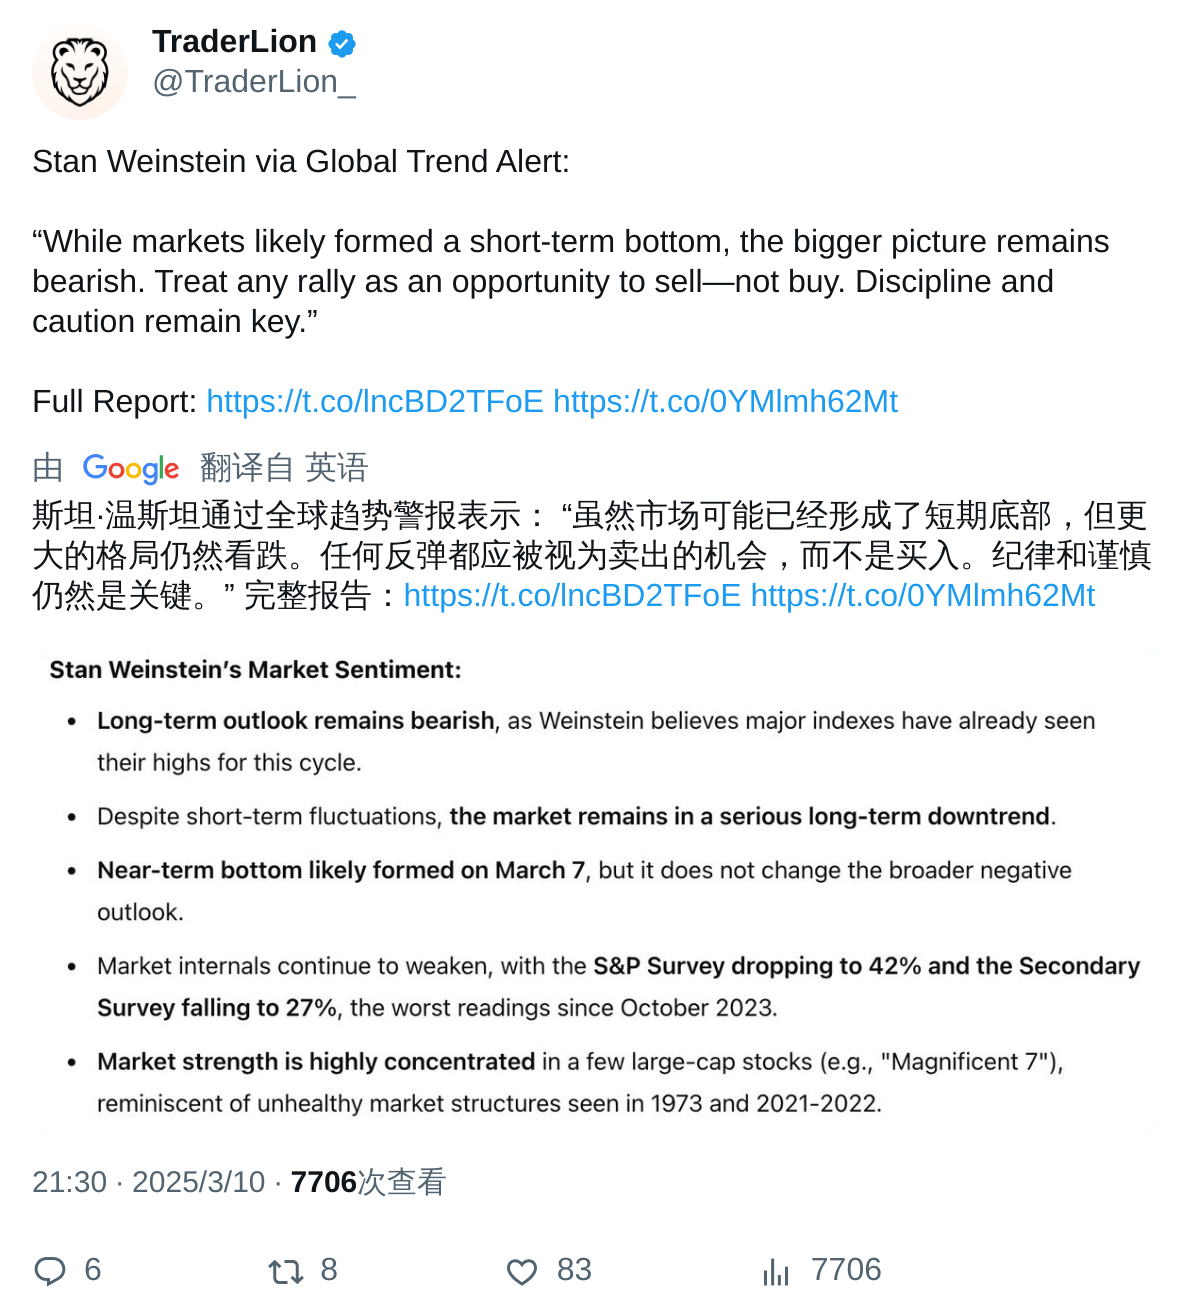 TraderLion
@TraderLion_
Stan Weinstein via Global Trend Alert:
“While markets likely formed a short-term bottom, the bigger picture remains
bearish. Treat any rally as an opportunity to sell—not buy. Discipline and
caution remain key.”
Full Report: https://t.co/lncBD2TFoE https://t.co/0YMlmh62Mt
由 Google 翻译自 英语
斯坦·温斯坦通过全球趋势警报表示： “虽然市场可能已经形成了短期底部，但更
大的格局仍然看跌。任何反弹都应被视为卖出的机会，而不是买入。纪律和谨慎
仍然是关键。” 完整报告：https://t.co/lncBD2TFoE https://t.co/0YMlmh62Mt
Stan Weinstein’s Market Sentiment:
• Long-term outlook remains bearish, as Weinstein believes major indexes have already seen
their highs for this cycle.
• Despite short-term fluctuations, the market remains in a serious long-term downtrend.
• Near-term bottom likely formed on March 7, but it does not change the broader negative
outlook.
• Market internals continue to weaken, with the S&P Survey dropping to 42% and the Secondary
Survey falling to 27%, the worst readings since October 2023.
• Market strength is highly concentrated in a few large-cap stocks (e.g., "Magnificent 7"),
reminiscent of unhealthy market structures seen in 1973 and 2021-2022.
21:30 · 2025/3/10 · 7706次查看
6 8 83 7706